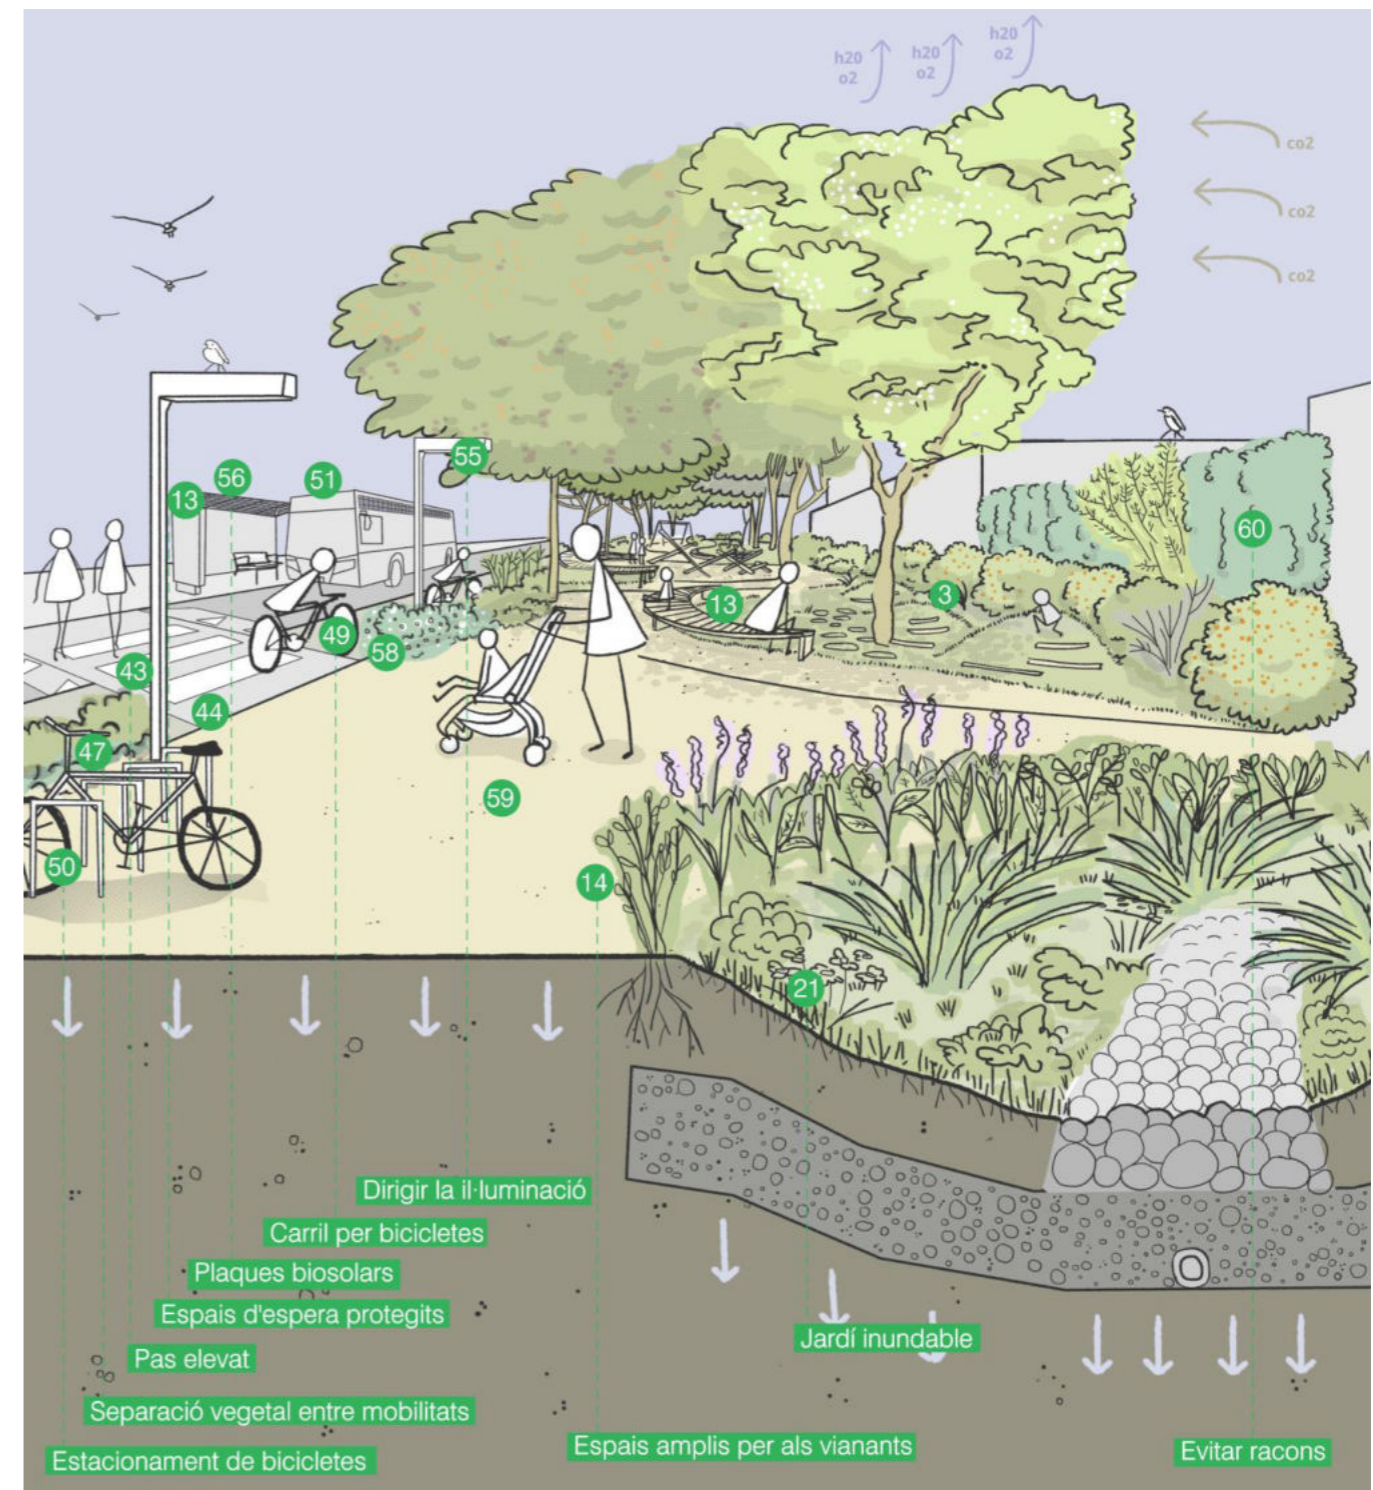 h20
o2
h20
o2
h20
o2
co2
co2
co2
55
56
51
13
60
3
13
49
58
43
44
47
59
50
14
21
Dirigir la il·luminació
Carril per bicicletes
Plaques biosolars
Espais d'espera protegits
Jardí inundable
Pas elevat
Separació vegetal entre mobilitats
Espais amplis per als vianants
Evitar racons
Estacionament de bicicletes